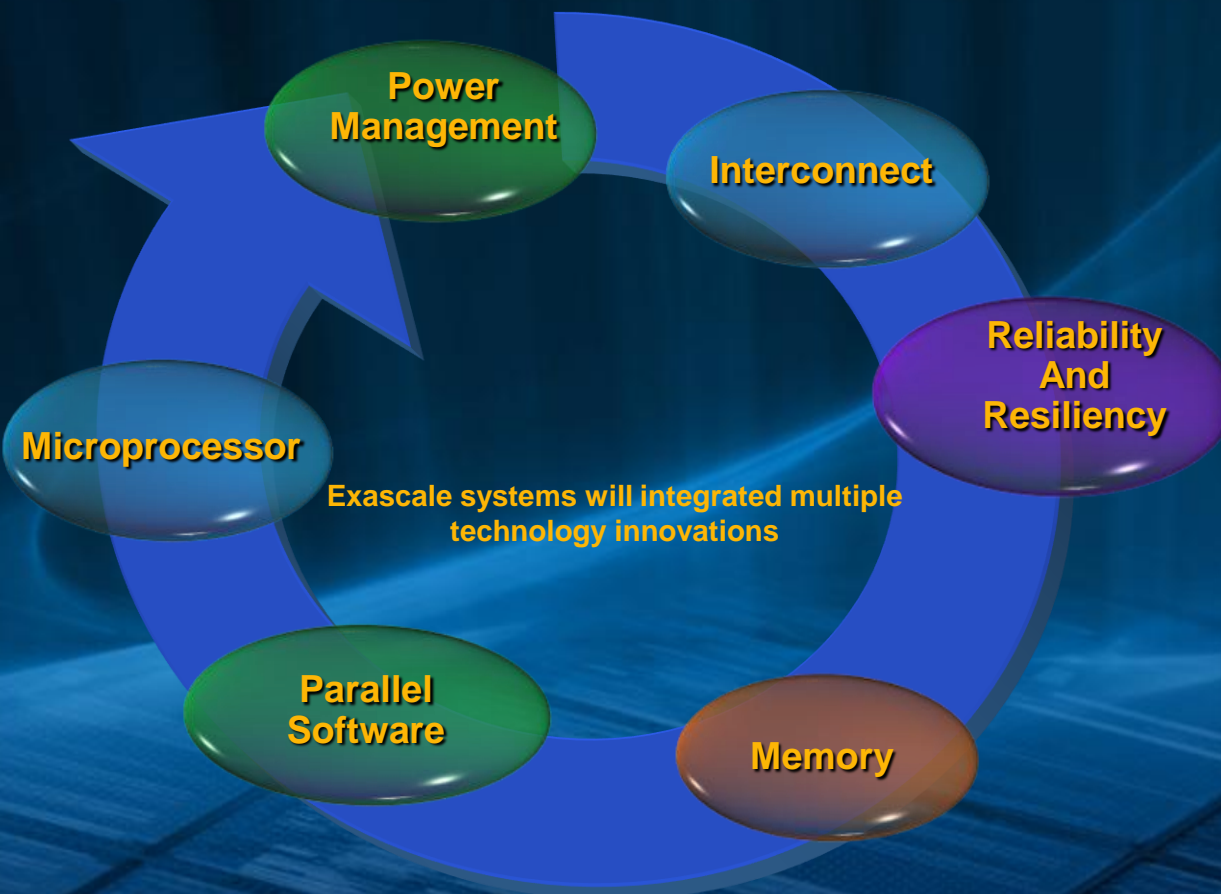 Power
Management
Interconnect
Reliability
And
Resiliency
Microprocessor
Exascale systems will integrated multiple
technology innovations
Parallel
Software
Memory